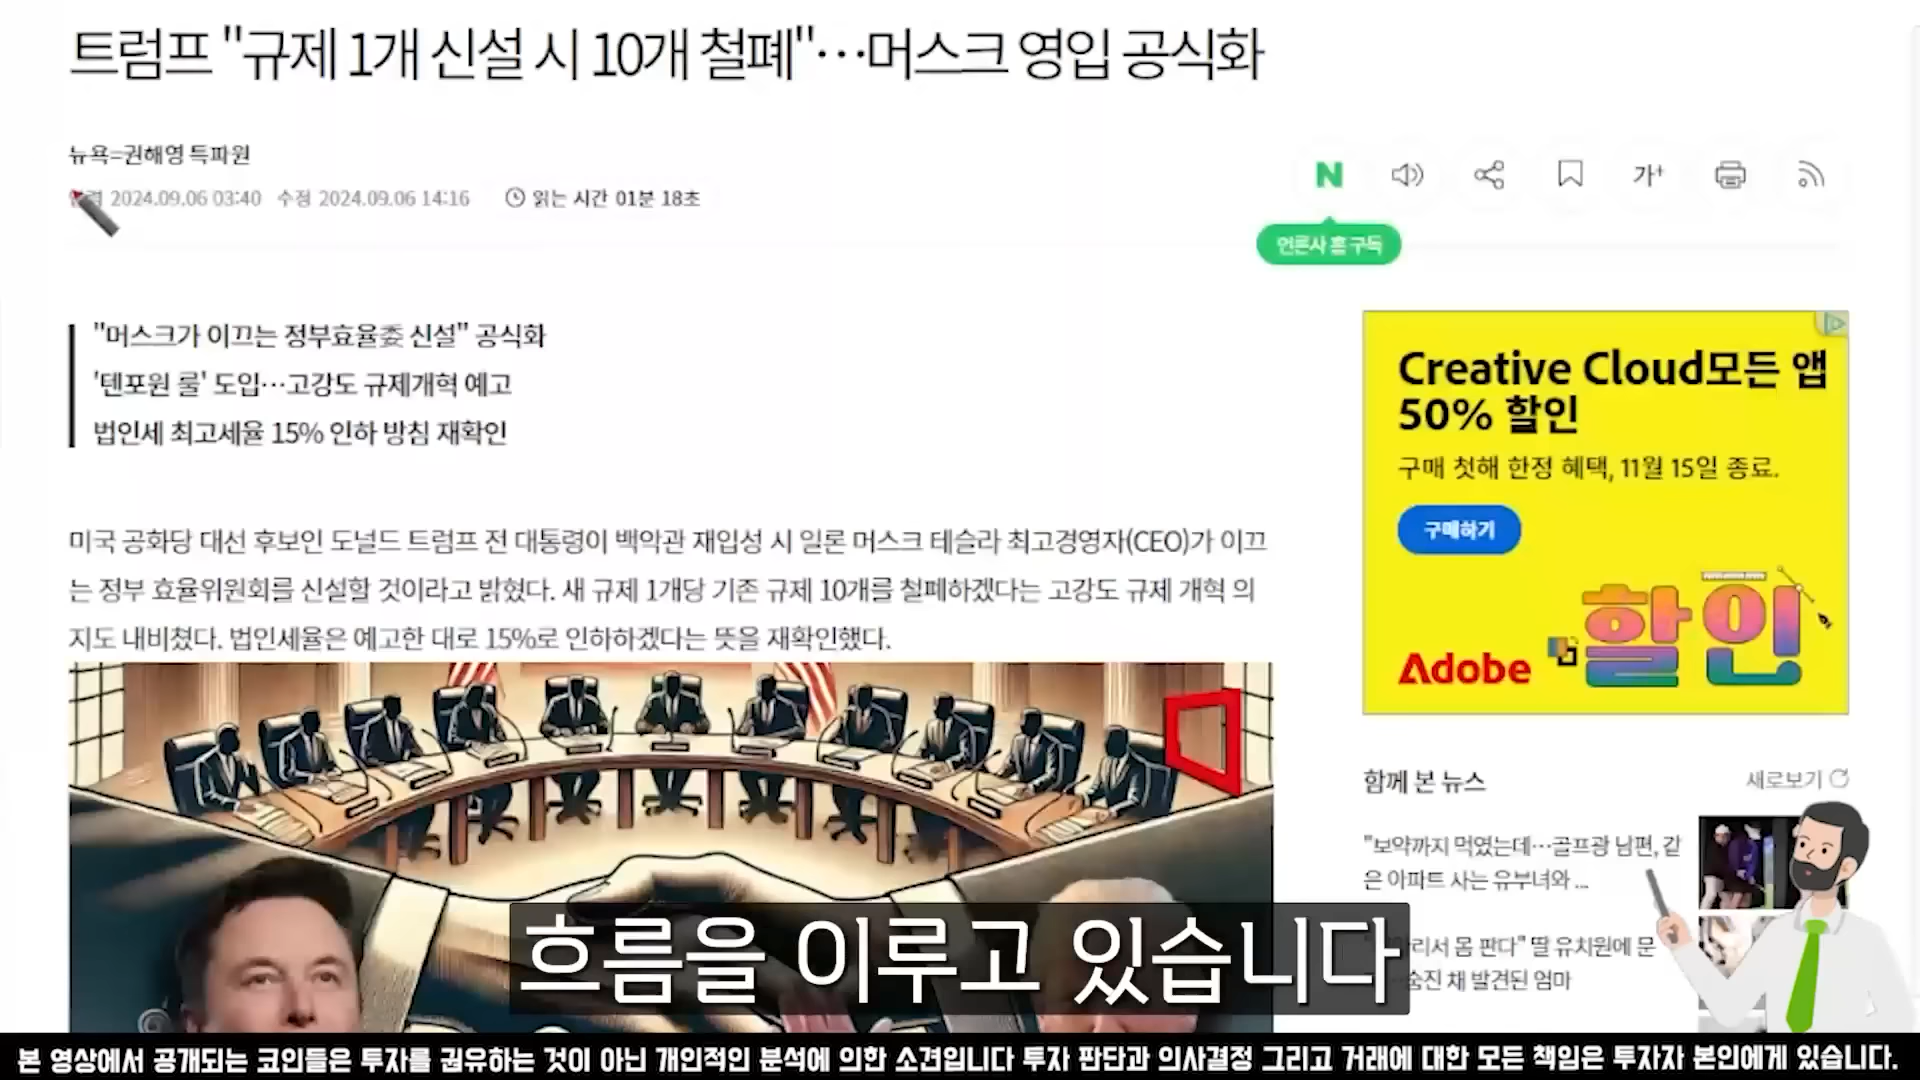 트럼프 "규제 1개 신설 시 10개 철폐"…머스크 영입 공식화
뉴욕=권해영 특파원
2024.09.06 03:40 수정 2024.09.06 14:16 읽는 시간 01분 18초
N
가+
언론사 홈 구독
"머스크가 이끄는 정부효율委 신설" 공식화
'텐포원 룰' 도입…고강도 규제개혁 예고
법인세 최고세율 15% 인하 방침 재확인
미국 공화당 대선 후보인 도널드 트럼프 전 대통령이 백악관 재입성 시 일론 머스크 테슬라 최고경영자(CEO)가 이끄
는 정부 효율위원회를 신설할 것이라고 밝혔다. 새 규제 1개당 기존 규제 10개를 철폐하겠다는 고강도 규제 개혁 의
지도 내비쳤다. 법인세율은 예고한 대로 15%로 인하하겠다는 뜻을 재확인했다.
Creative Cloud모든 앱
50% 할인
구매 첫해 한정 혜택, 11월 15일 종료.
구매하기
할인
Adobe
함께 본 뉴스
새로보기
"보약까지 먹였는데…골프광 남편, 같
은 아파트 사는 유부녀와 ...
몸 판다" 딸 유치원에 문
숨진 채 발견된 엄마
흐름을 이루고 있습니다
본 영상에서 공개되는 코인들은 투자를 권유하는 것이 아닌 개인적인 분석에 의한 소견입니다 투자 판단과 의사결정 그리고 거래에 대한 모든 책임은 투자자 본인에게 있습니다.